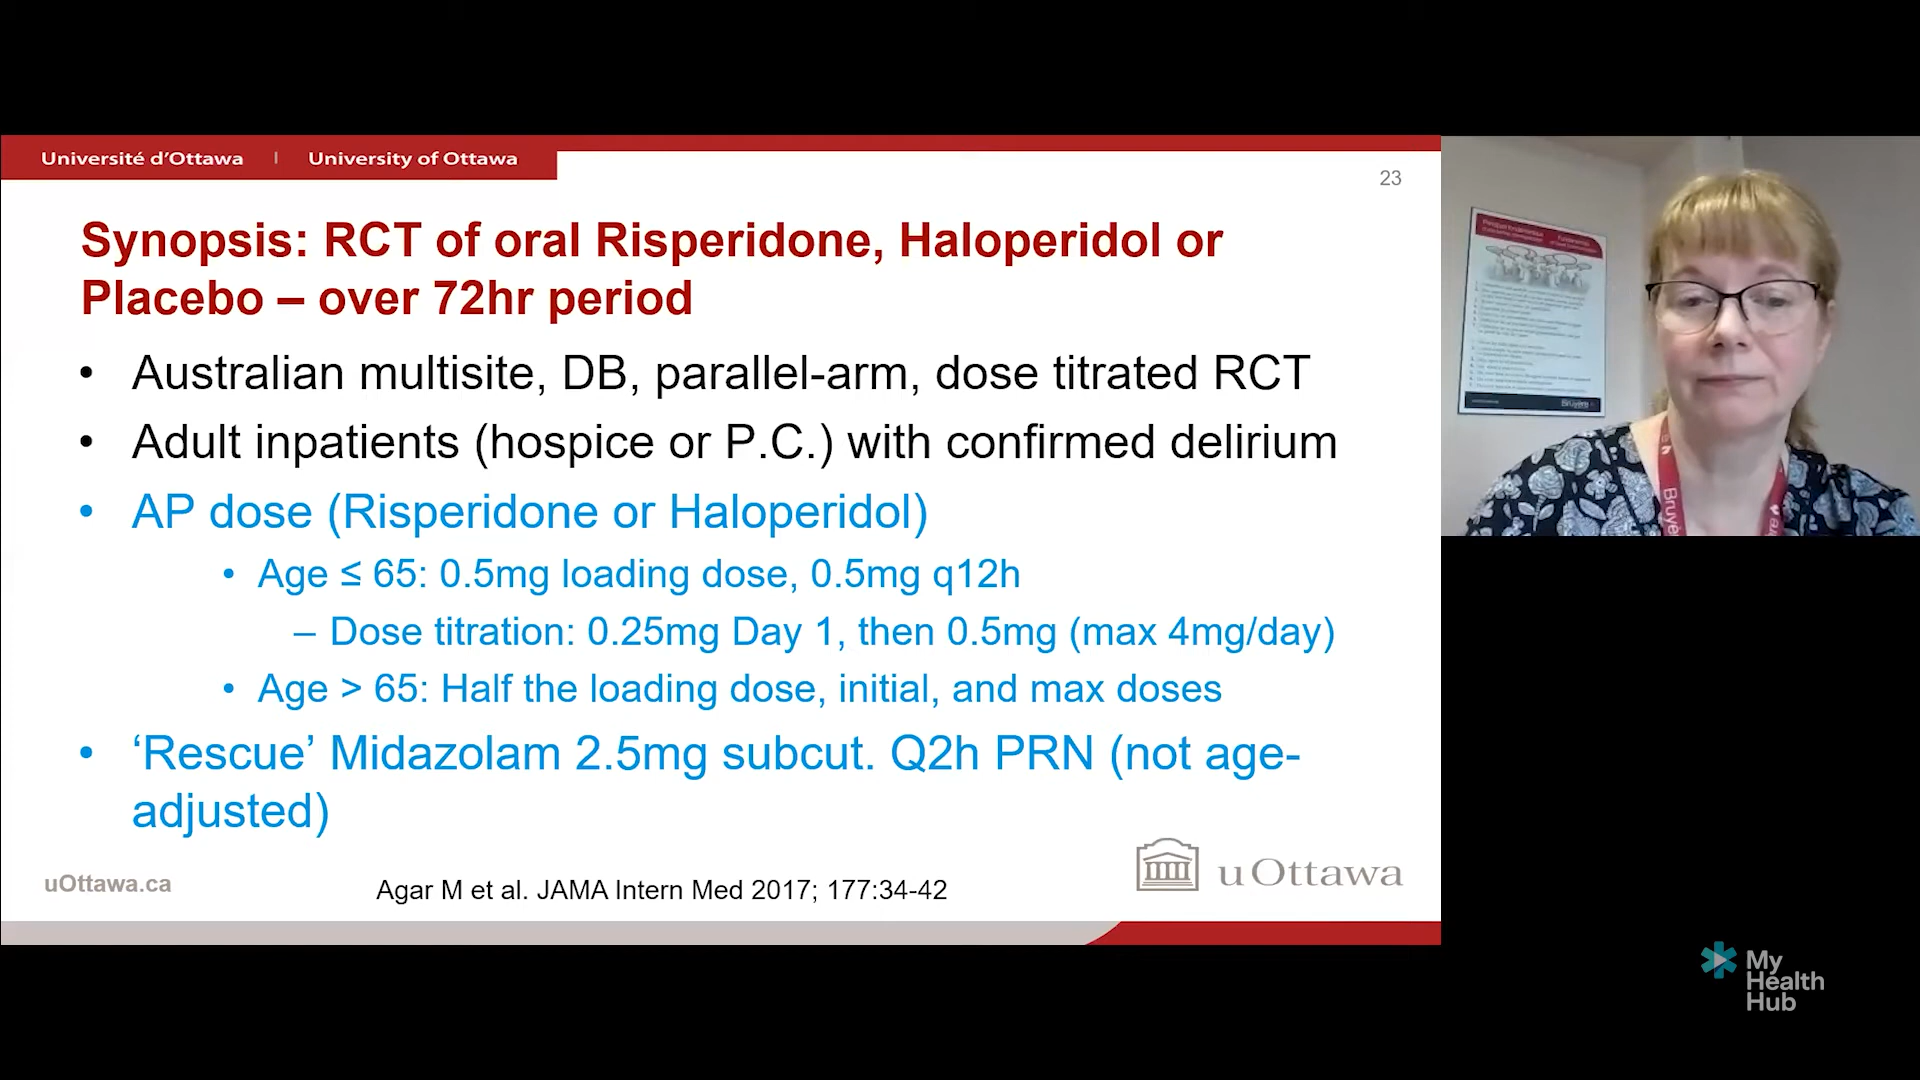 Université d'Ottawa | University of Ottawa
23
Synopsis: RCT of oral Risperidone, Haloperidol or
Placebo – over 72hr period
• Australian multisite, DB, parallel-arm, dose titrated RCT
• Adult inpatients (hospice or P.C.) with confirmed delirium
• AP dose (Risperidone or Haloperidol)
• Age ≤ 65: 0.5mg loading dose, 0.5mg q12h
– Dose titration: 0.25mg Day 1, then 0.5mg (max 4mg/day)
• Age > 65: Half the loading dose, initial, and max doses
• ‘Rescue’ Midazolam 2.5mg subcut. Q2h PRN (not age-
adjusted)
uOttawa.ca
Agar M et al. JAMA Intern Med 2017; 177:34-42
uOttawa
Bruyère
My
Health
Hub